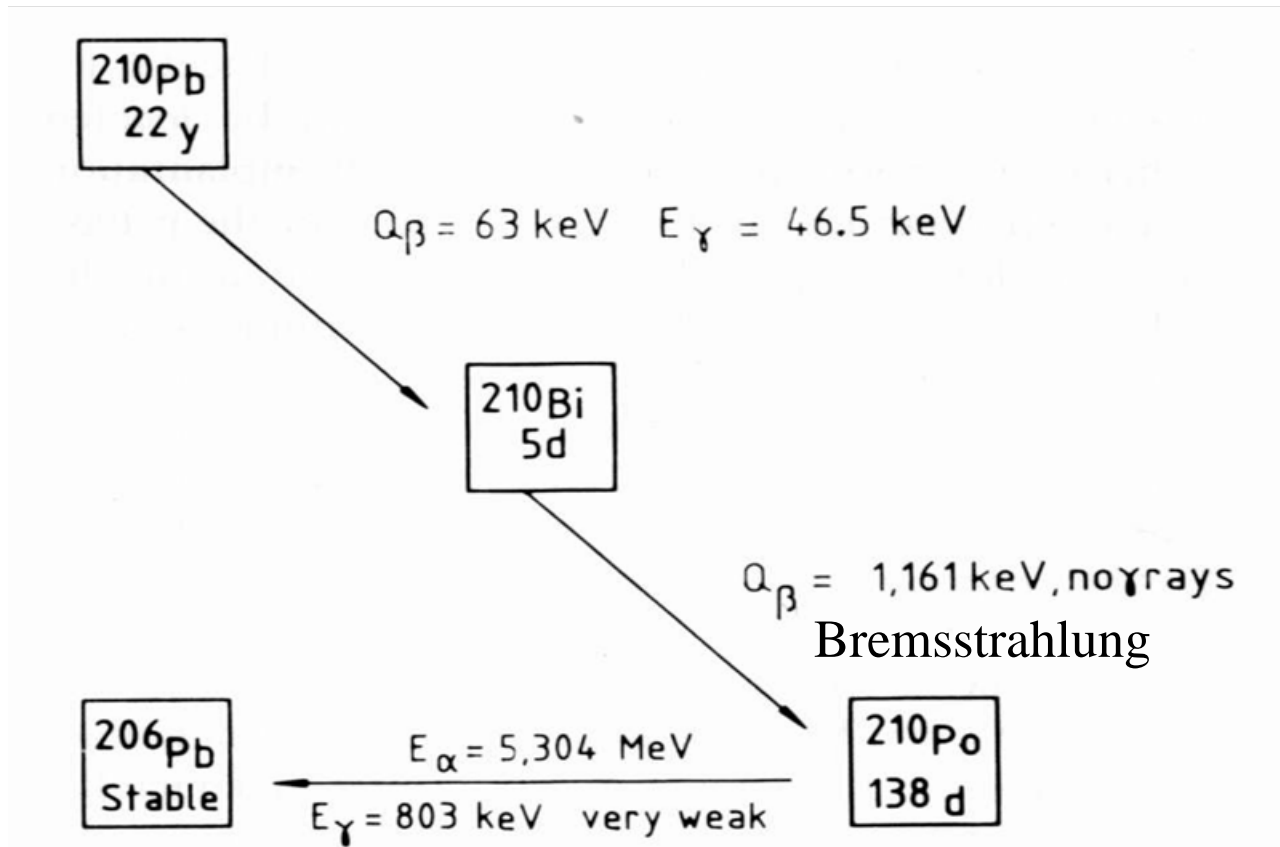 210Pb
22 y
Qβ = 63 keV Eγ = 46.5 keV
210Bi
5d
Qβ = 1,161 keV, no γ rays
Bremsstrahlung
206Pb
Stable
Eα = 5,304 MeV
Eγ = 803 keV very weak
210Po
138 d